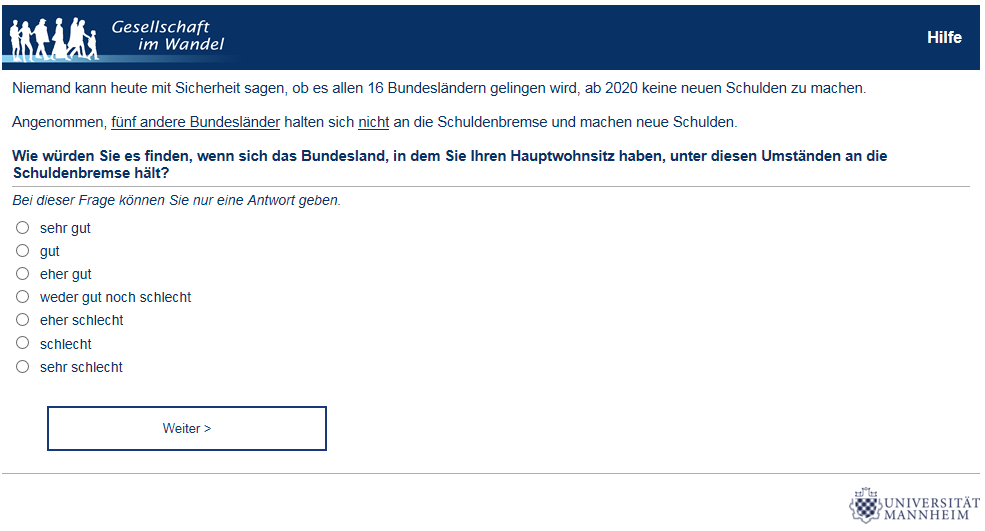 Gesellschaft
im Wandel
Hilfe
Niemand kann heute mit Sicherheit sagen, ob es allen 16 Bundesländern gelingen wird, ab 2020 keine neuen Schulden zu machen.
Angenommen, fünf andere Bundesländer halten sich nicht an die Schuldenbremse und machen neue Schulden.
Wie würden Sie es finden, wenn sich das Bundesland, in dem Sie Ihren Hauptwohnsitz haben, unter diesen Umständen an die
Schuldenbremse hält?
Bei dieser Frage können Sie nur eine Antwort geben.
sehr gut
gut
eher gut
weder gut noch schlecht
eher schlecht
schlecht
sehr schlecht
Weiter >
UNIVERSITÄT
MANNHEIM